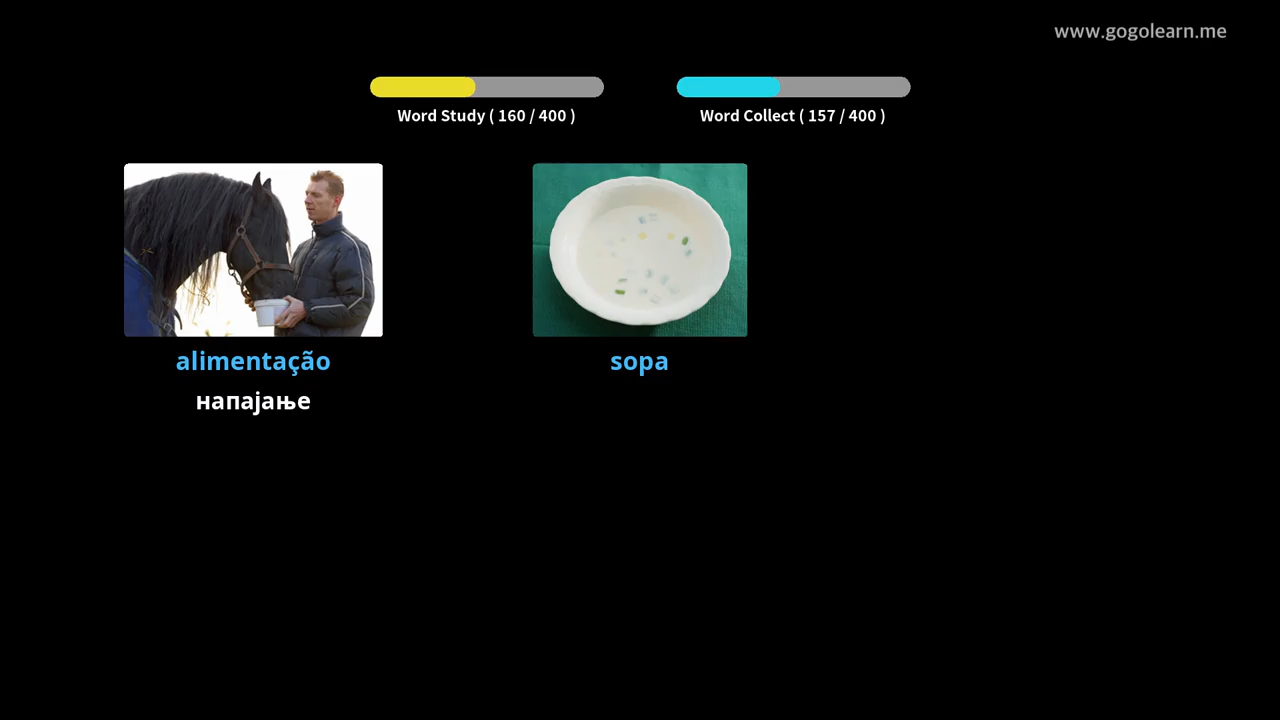 www.gogolearn.me
Word Study ( 160 / 400 )
Word Collect ( 157 / 400 )
alimentação
sopa
напајање